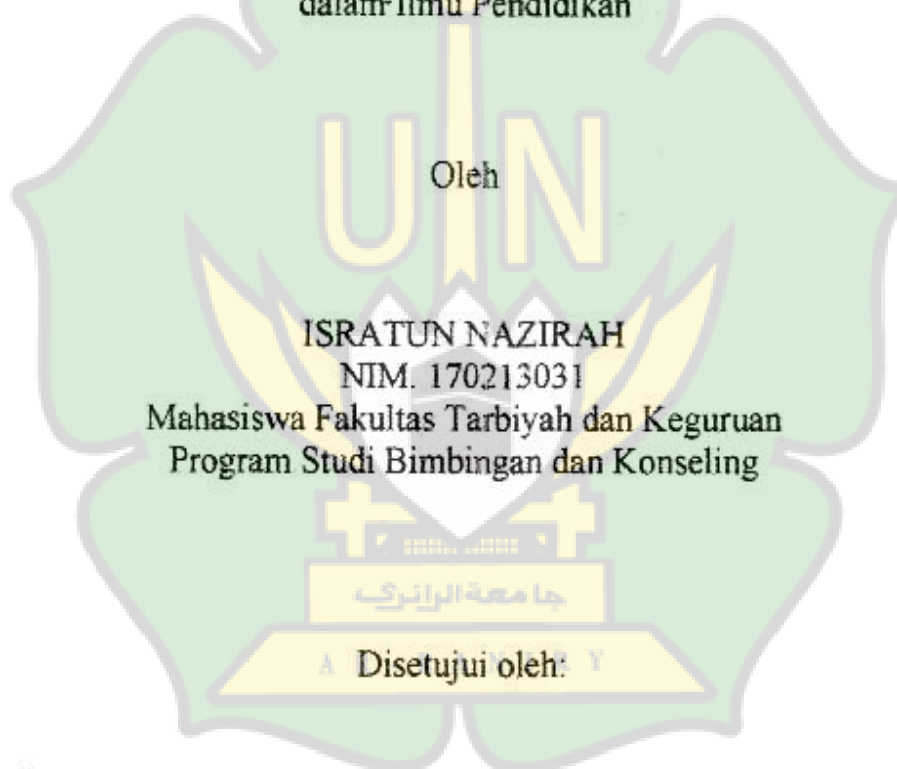 dalam Ilmu Pendidikan
UIN
Oleh
ISRATUN NAZIRAH
NIM. 170213031
Mahasiswa Fakultas Tarbiyah dan Keguruan
Program Studi Bimbingan dan Konseling
جامعة الرانري
Disetujui oleh: